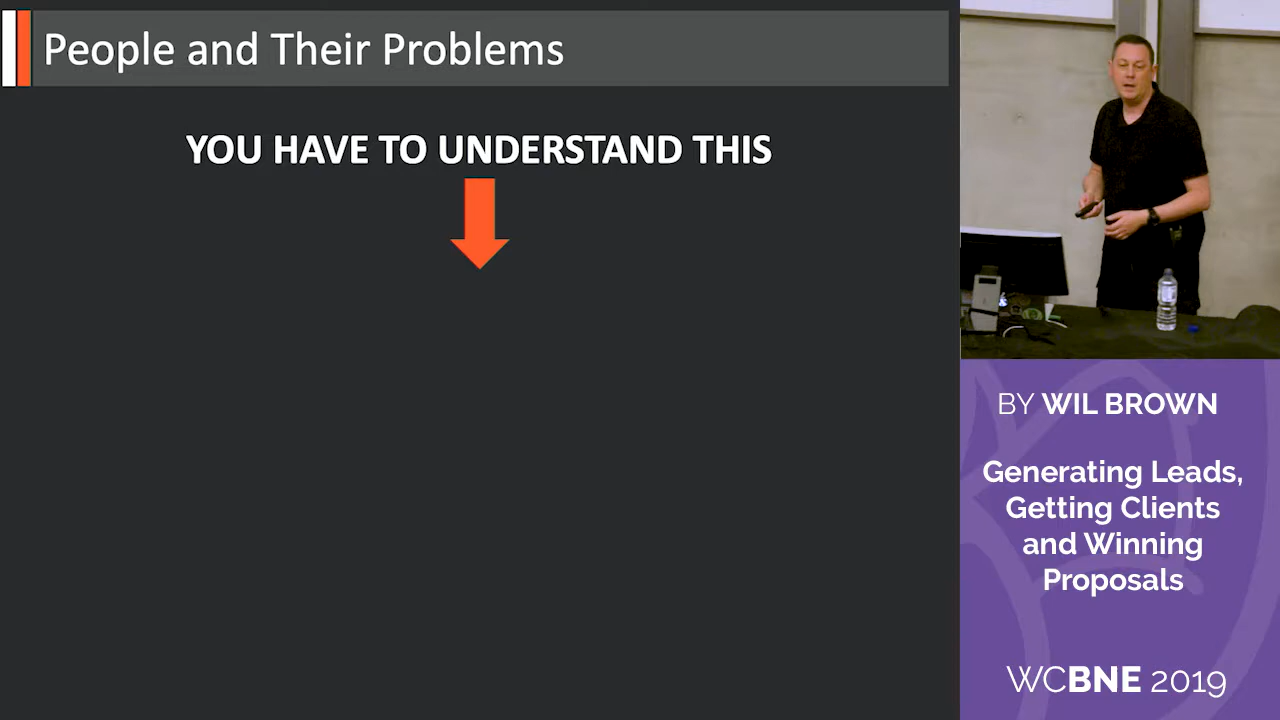 People and Their Problems
YOU HAVE TO UNDERSTAND THIS
BY WIL BROWN
Generating Leads,
Getting Clients
and Winning
Proposals
WCBNE 2019